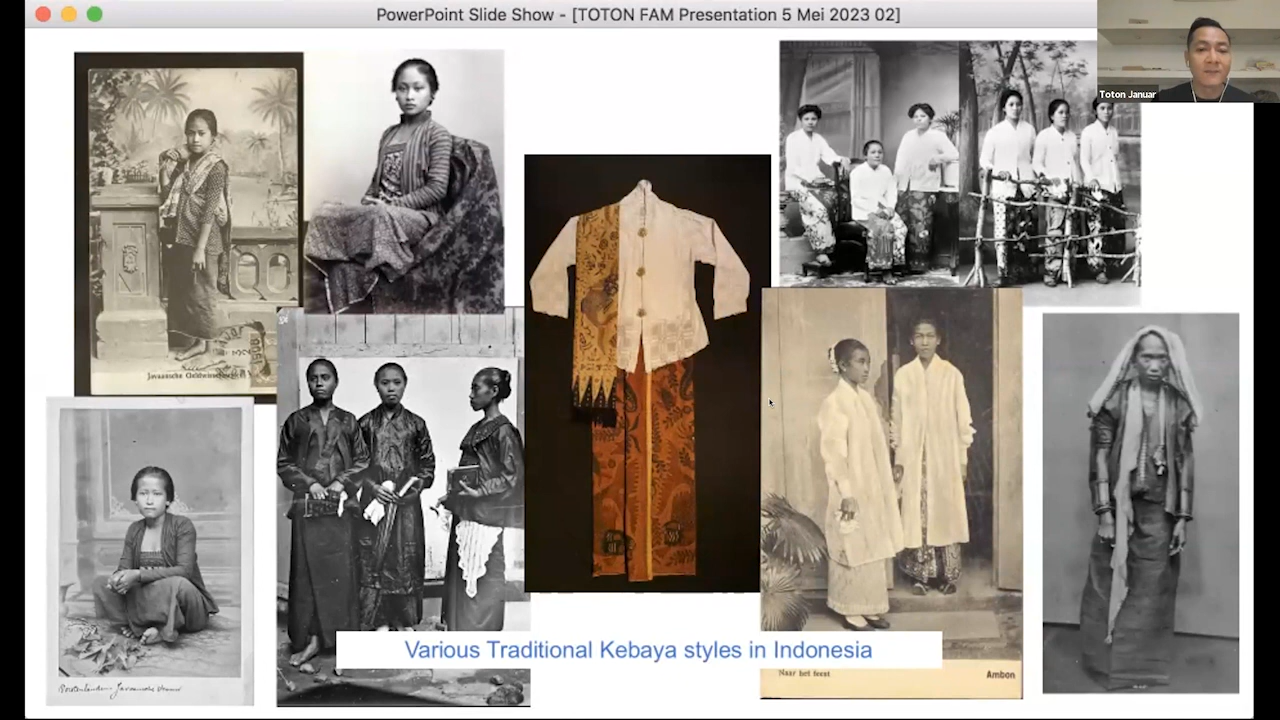 PowerPoint Slide Show - [TOTON FAM Presentation 5 Mei 2023 02]
Toton Januar
Various Traditional Kebaya styles in Indonesia
Naar het feest
Ambon